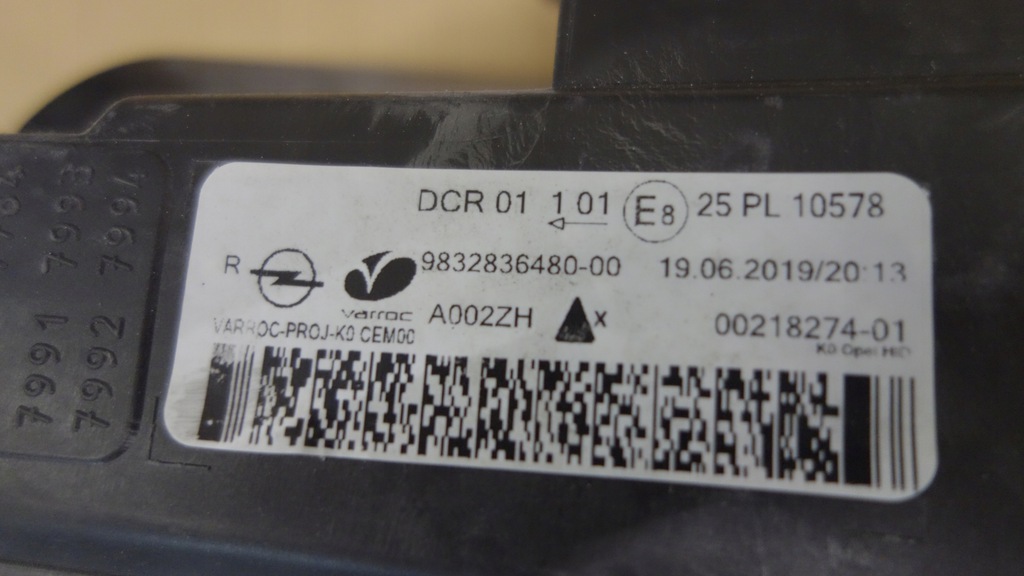 DCR 01 1 01 E8 25 PL 10578
R 9832836480-00 19.06.2019/20:13
varroc A002ZH X 00218274-01
VARROC-PROJ-K0 CEM00
K0 Opel HID
7993
7994
7991
7992